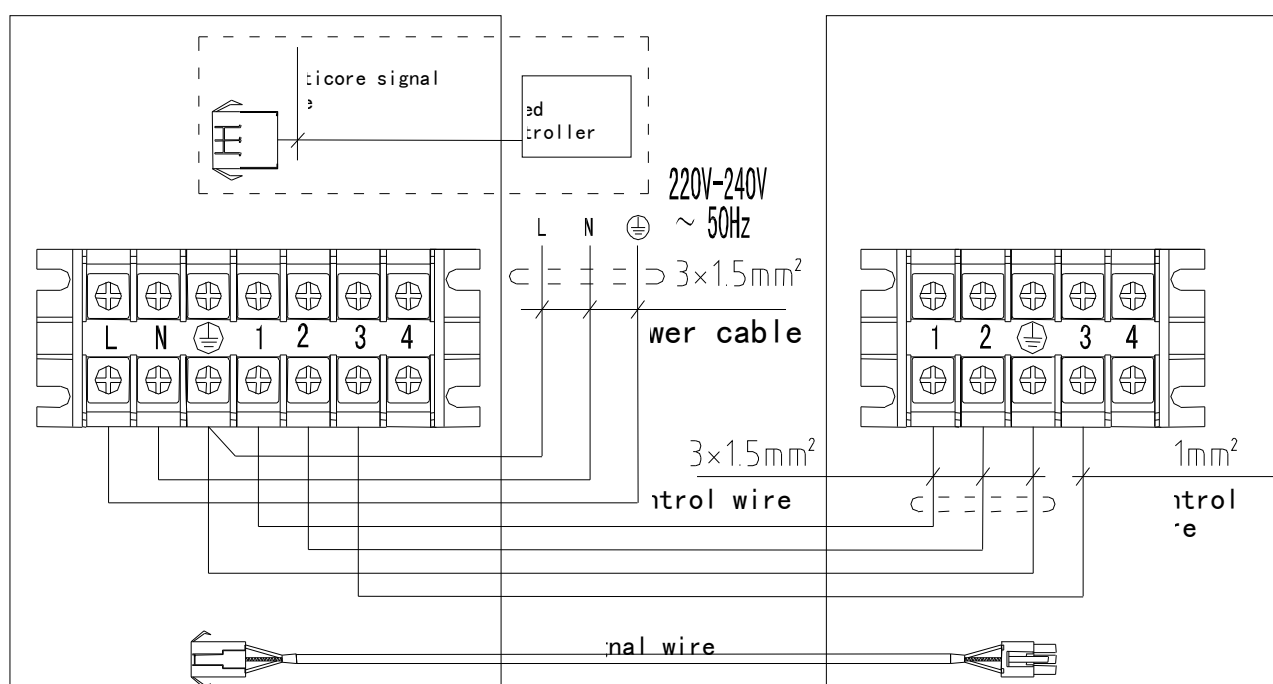 ticore signal
e
ed
troller
220V-240V
~ 50Hz
L N
3×1.5mm²
wer cable
L N 1 2 3 4
1 2 3 4
3×1.5mm²
ntrol wire
1mm²
ntrol
re
nal wire